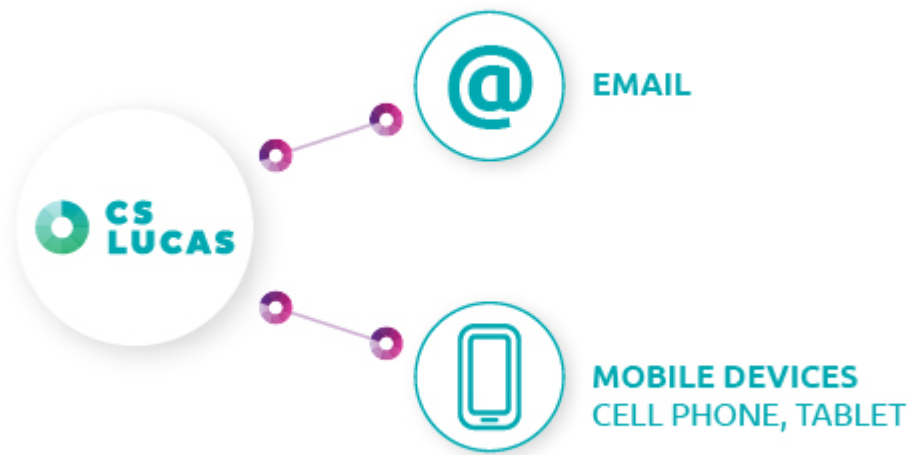 @
EMAIL
CS
LUCAS
MOBILE DEVICES
CELL PHONE, TABLET